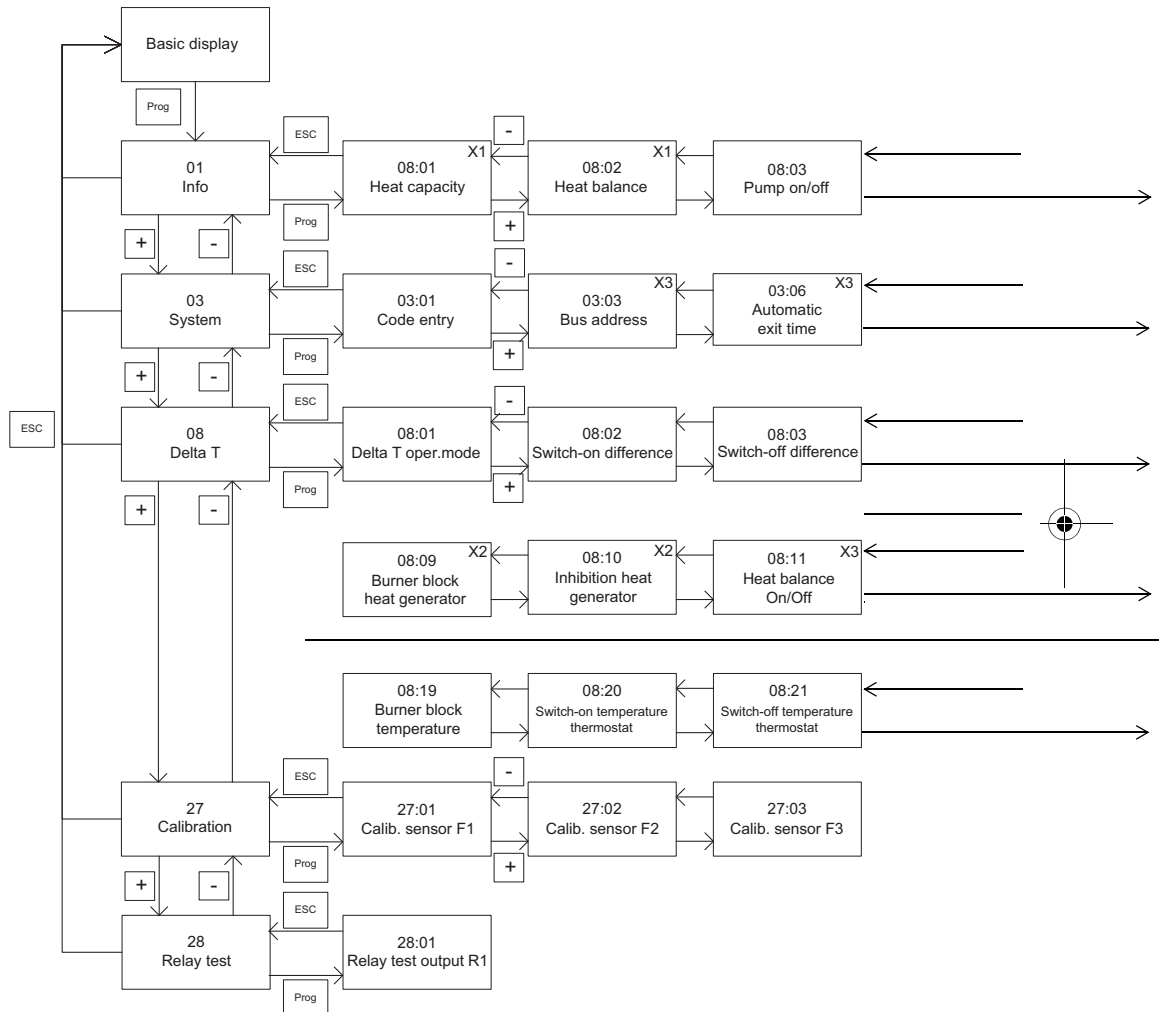 Basic display
Prog
ESC
-
01
Info
08:01
Heat capacity
X1
08:02
Heat balance
X1
08:03
Pump on/off
Prog
+
+
-
ESC
-
03
System
03:01
Code entry
03:03
Bus address
X3
03:06
Automatic
exit time
X3
Prog
+
+
-
ESC
-
ESC
08
Delta T
08:01
Delta T oper.mode
08:02
Switch-on difference
08:03
Switch-off difference
Prog
+
+
-
08:09
Burner block
heat generator
X2
08:10
Inhibition heat
generator
X2
08:11
Heat balance
On/Off
X3
08:19
Burner block
temperature
08:20
Switch-on temperature
thermostat
08:21
Switch-off temperature
thermostat
ESC
-
27
Calibration
27:01
Calib. sensor F1
27:02
Calib. sensor F2
27:03
Calib. sensor F3
Prog
+
+
-
ESC
28
Relay test
28:01
Relay test output R1
Prog